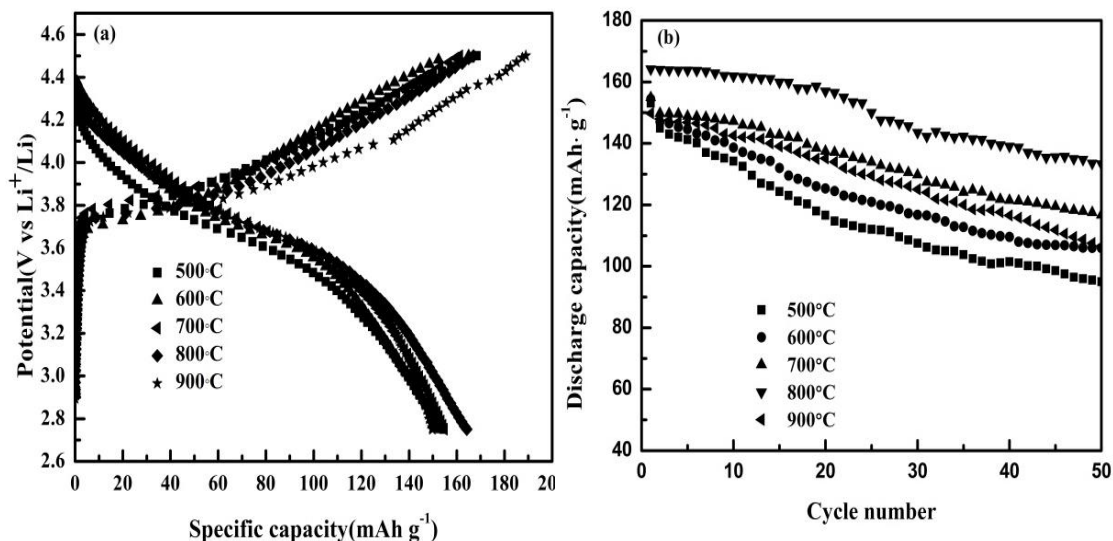 (a)
4.6
4.4
4.2
4.0
3.8
3.6
3.4
3.2
3.0
2.8
2.6
Potential(V vs Li⁺/Li)
500◦C
600◦C
700◦C
800◦C
900◦C
0 20 40 60 80 100 120 140 160 180 20
Specific capacity(mAh g⁻¹)
(b)
180
160
140
120
100
80
60
40
Discharge capacity(mAh· g⁻¹)
500°C
600°C
700°C
800°C
900°C
0 10 20 30 40 50
Cycle number